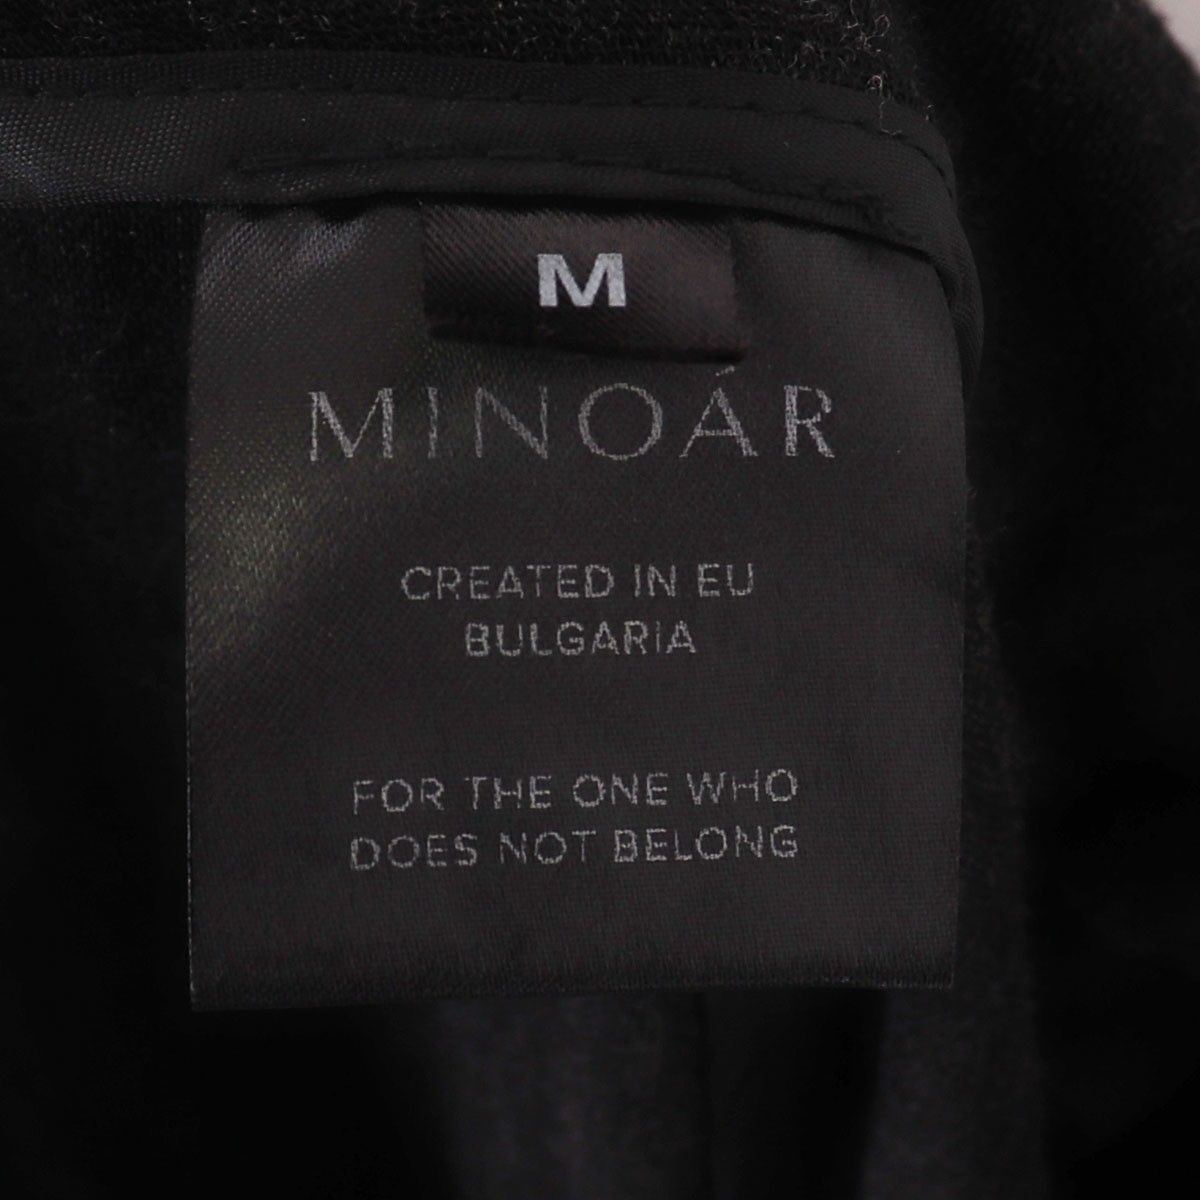 M
MINOÁR
CREATED IN EU
BULGARIA
FOR THE ONE WHO
DOES NOT BELONG